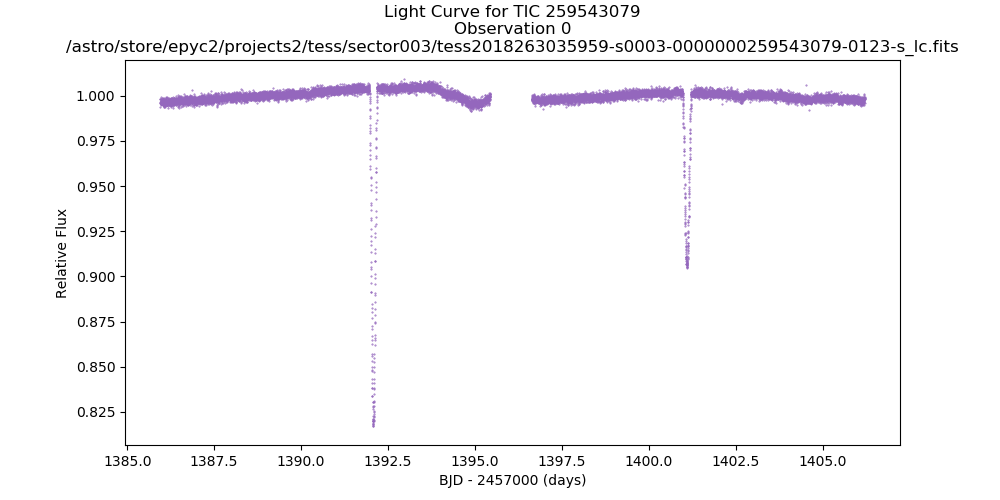 Light Curve for TIC 259543079
Observation 0
/astro/store/epyc2/projects2/tess/sector003/tess2018263035959-s0003-0000000259543079-0123-s_lc.fits
1.000
0.975
0.950
0.925
0.900
0.875
0.850
0.825
Relative Flux
1385.0 1387.5 1390.0 1392.5 1395.0 1397.5 1400.0 1402.5 1405.0
BJD - 2457000 (days)